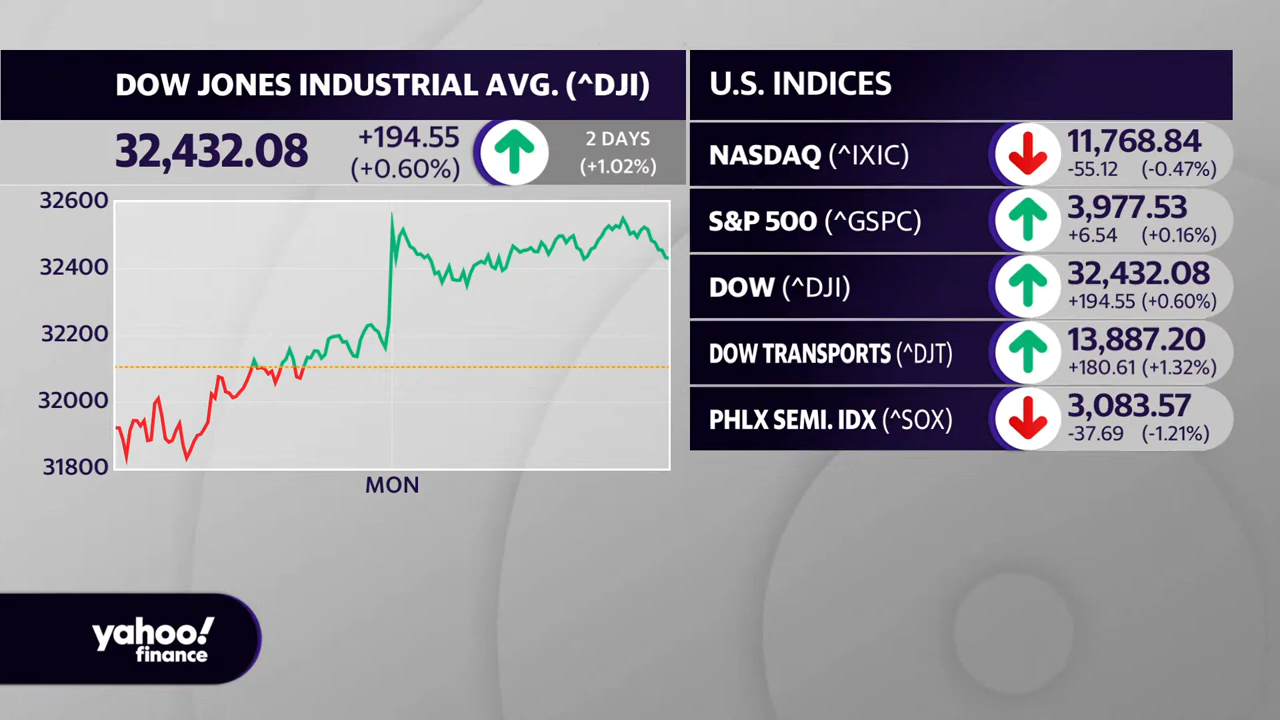 DOW JONES INDUSTRIAL AVG. (^DJI)
32,432.08
+194.55
(+0.60%)
2 DAYS
(+1.02%)
32600
32400
32200
32000
31800
MON
U.S. INDICES
NASDAQ (^IXIC)
11,768.84
-55.12 (-0.47%)
S&P 500 (^GSPC)
3,977.53
+6.54 (+0.16%)
DOW (^DJI)
32,432.08
+194.55 (+0.60%)
DOW TRANSPORTS (^DJT)
13,887.20
+180.61 (+1.32%)
PHLX SEMI. IDX (^SOX)
3,083.57
-37.69 (-1.21%)
yahoo!
finance